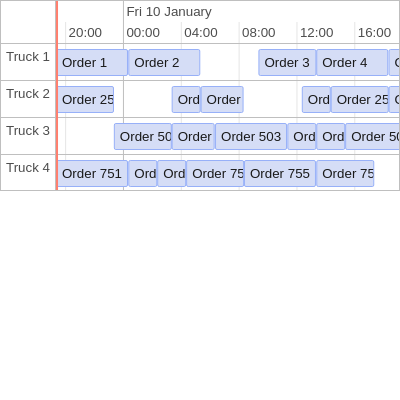 Fri 10 January
20:00 00:00 04:00 08:00 12:00 16:00
Truck 1 Order 1 Order 2 Order 3 Order 4
Truck 2 Order 25 Ord Order Ord Order 25
Truck 3 Order 50 Order Order 503 Ord Ord Order 50
Truck 4 Order 751 Ord Ord Order 75 Order 755 Order 75